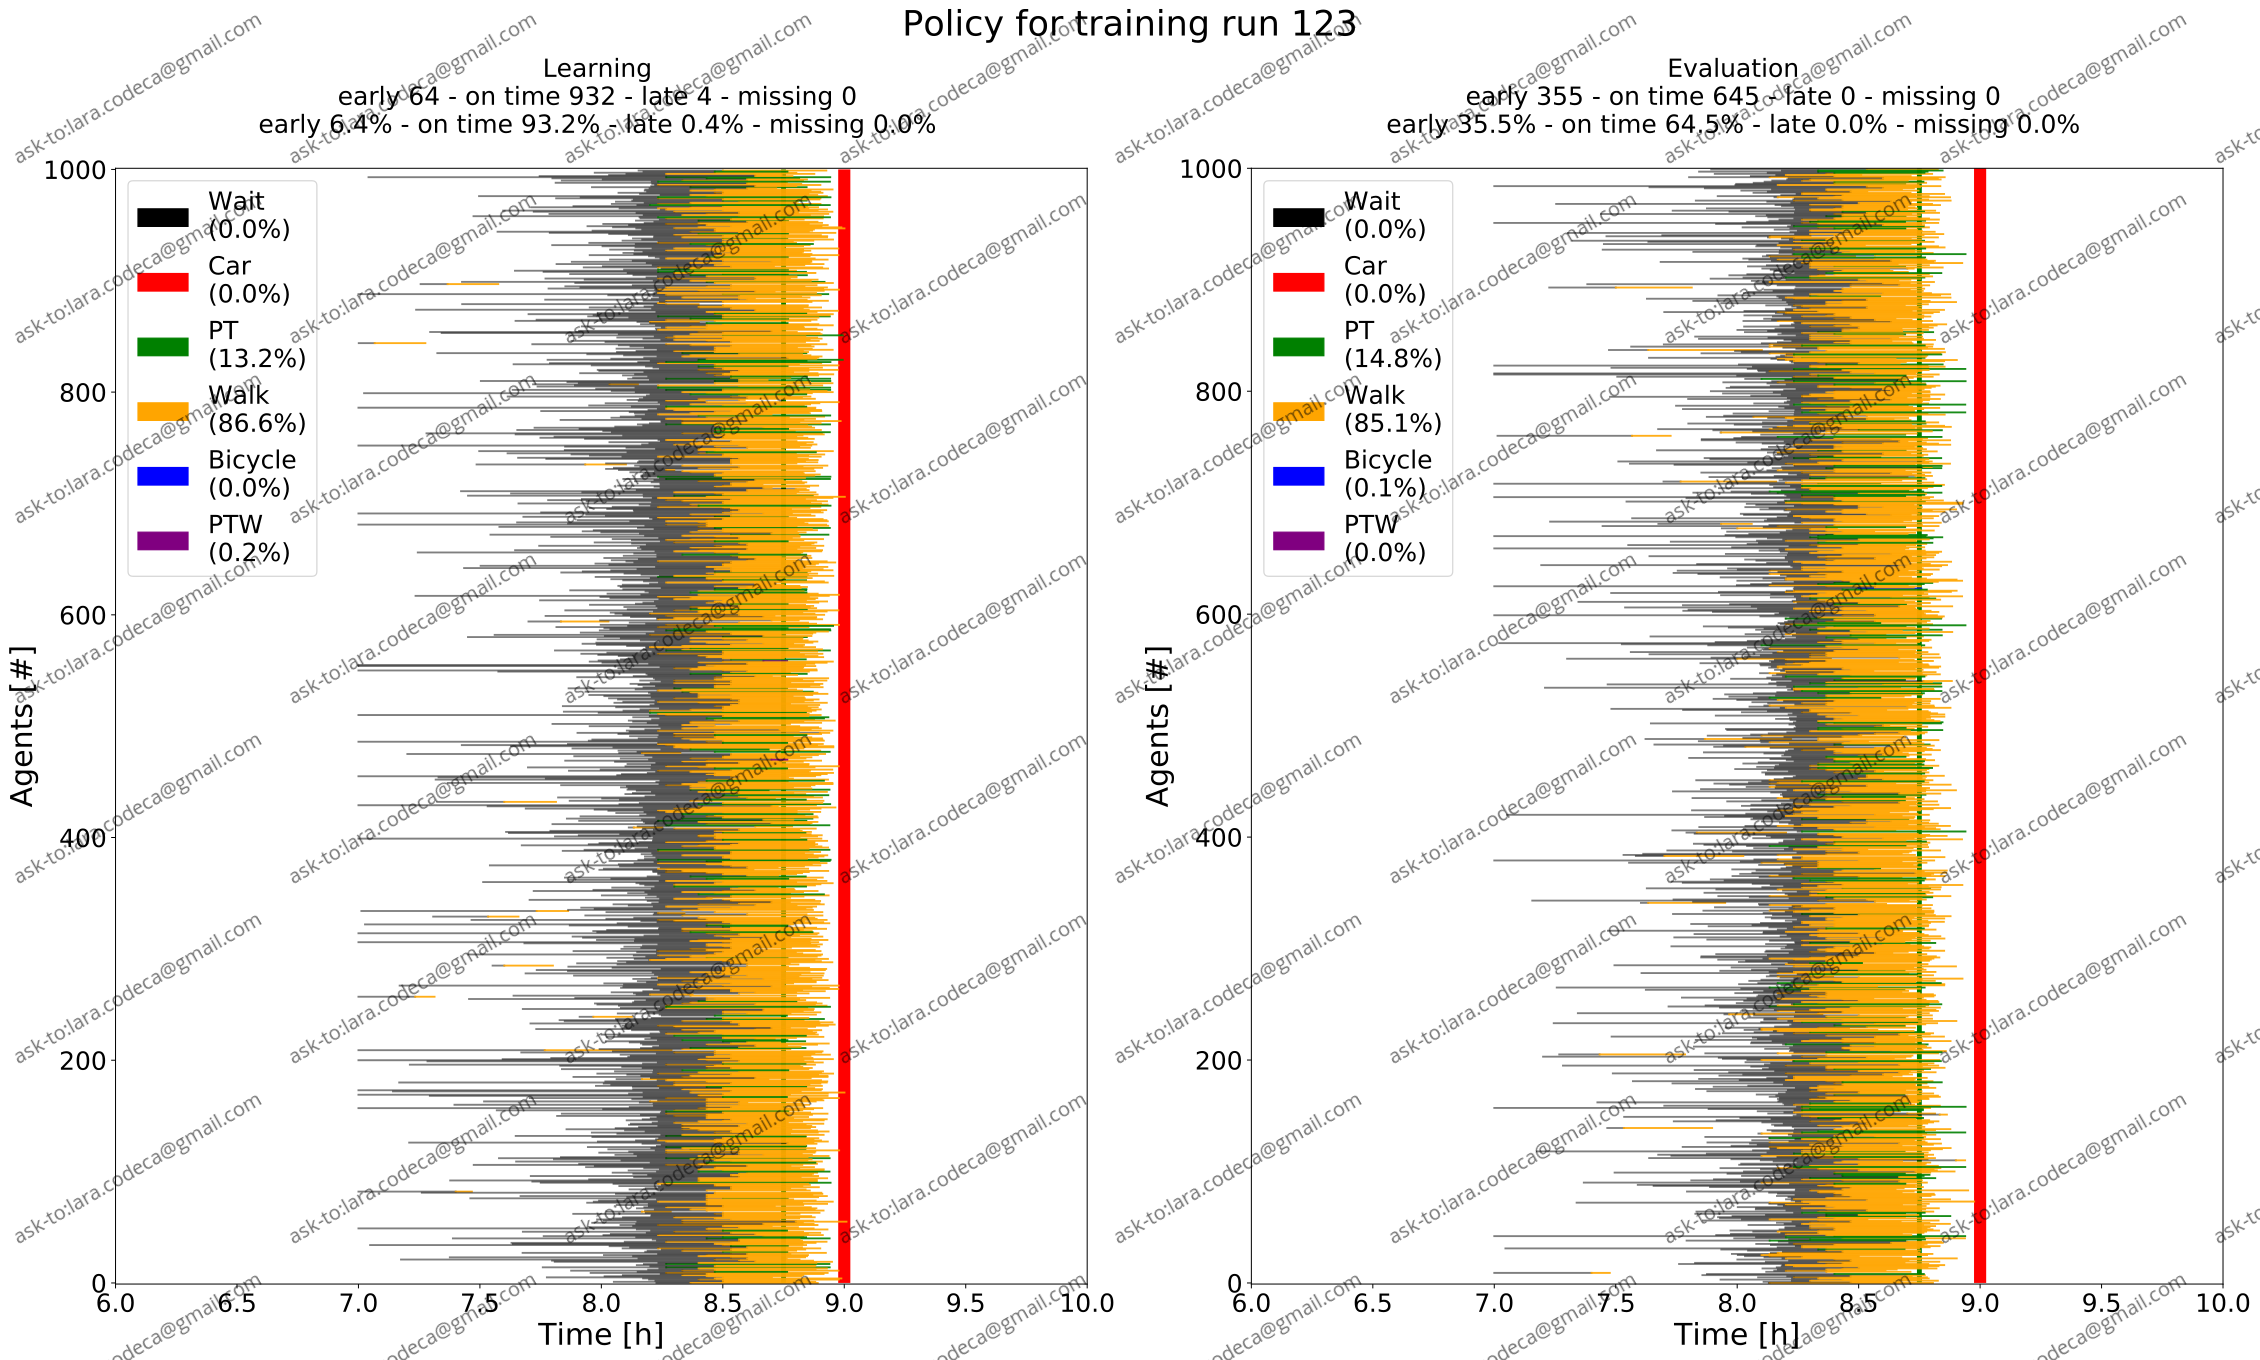 Policy for training run 123
Learning
early 64 - on time 932 - late 4 - missing 0
early 6.4% - on time 93.2% - late 0.4% - missing 0.0%
1000
800
600
400
200
0
Agents [#]
Wait
(0.0%)
Car
(0.0%)
PT
(13.2%)
Walk
(86.6%)
Bicycle
(0.0%)
PTW
(0.2%)
6.0 6.5 7.0 7.5 8.0 8.5 9.0 9.5 10.0
Time [h]
Evaluation
early 355 - on time 645 - late 0 - missing 0
early 35.5% - on time 64.5% - late 0.0% - missing 0.0%
1000
800
600
400
200
0
Agents [#]
Wait
(0.0%)
Car
(0.0%)
PT
(14.8%)
Walk
(85.1%)
Bicycle
(0.1%)
PTW
(0.0%)
6.0 6.5 7.0 7.5 8.0 8.5 9.0 9.5 10.0
Time [h]
ask-to:lara.codeca@gmail.com